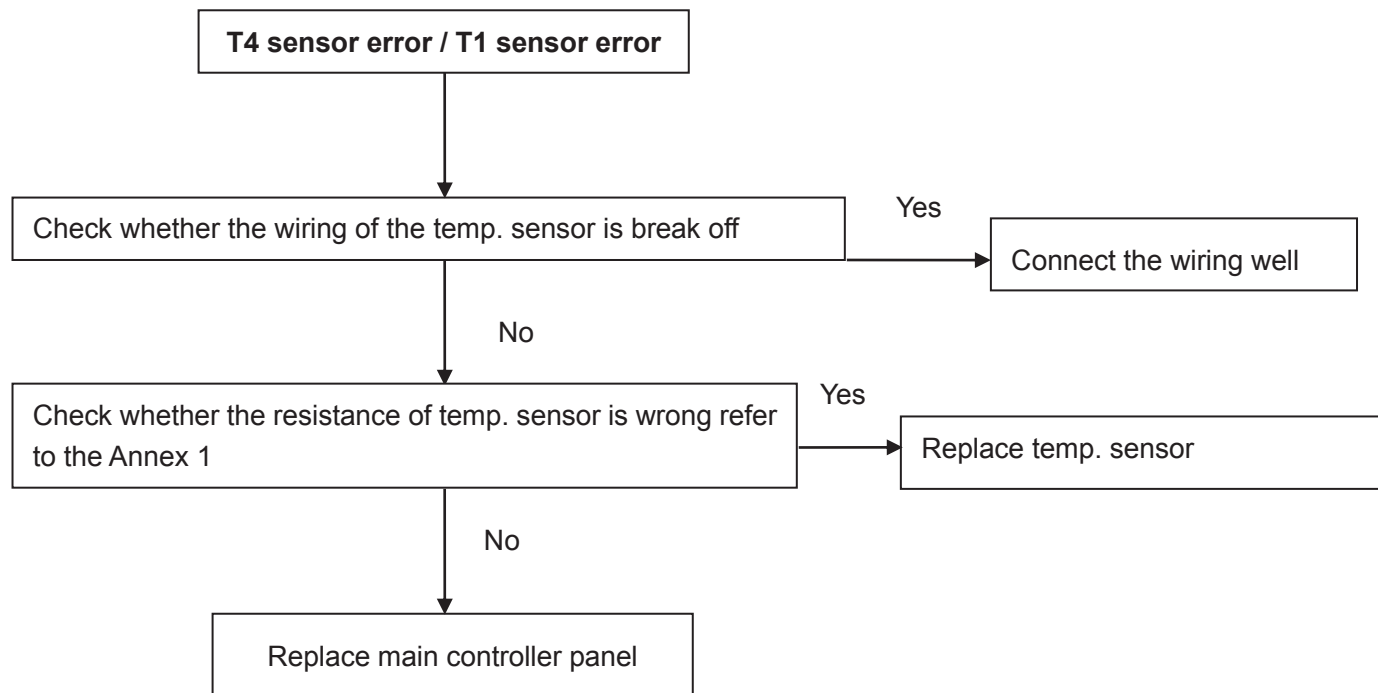 T4 sensor error / T1 sensor error
Check whether the wiring of the temp. sensor is break off
Yes
Connect the wiring well
No
Check whether the resistance of temp. sensor is wrong refer
to the Annex 1
Yes
Replace temp. sensor
No
Replace main controller panel